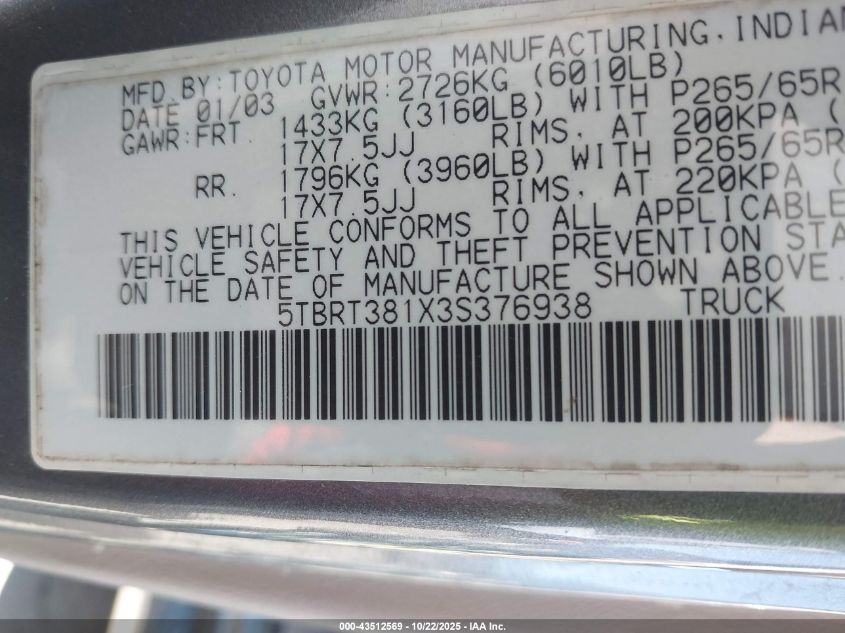 MFD BY: TOYOTA MOTOR MANUFACTURING, INDIAN
DATE 01/03 GVWR: 2726KG (6010LB)
GAWR: FRT. 1433KG (3160LB) WITH P265/65R
17X7.5JJ RIMS, AT 200KPA (
RR. 1796KG (3960LB) WITH P265/65R
17X7.5JJ RIMS, AT 220KPA (
THIS VEHICLE CONFORMS TO ALL APPLICABLE
VEHICLE SAFETY AND THEFT PREVENTION STA
ON THE DATE OF MANUFACTURE SHOWN ABOVE.
5TBRT381X3S376938 TRUCK
000-43512569 - 10/22/2025 - IAA Inc.